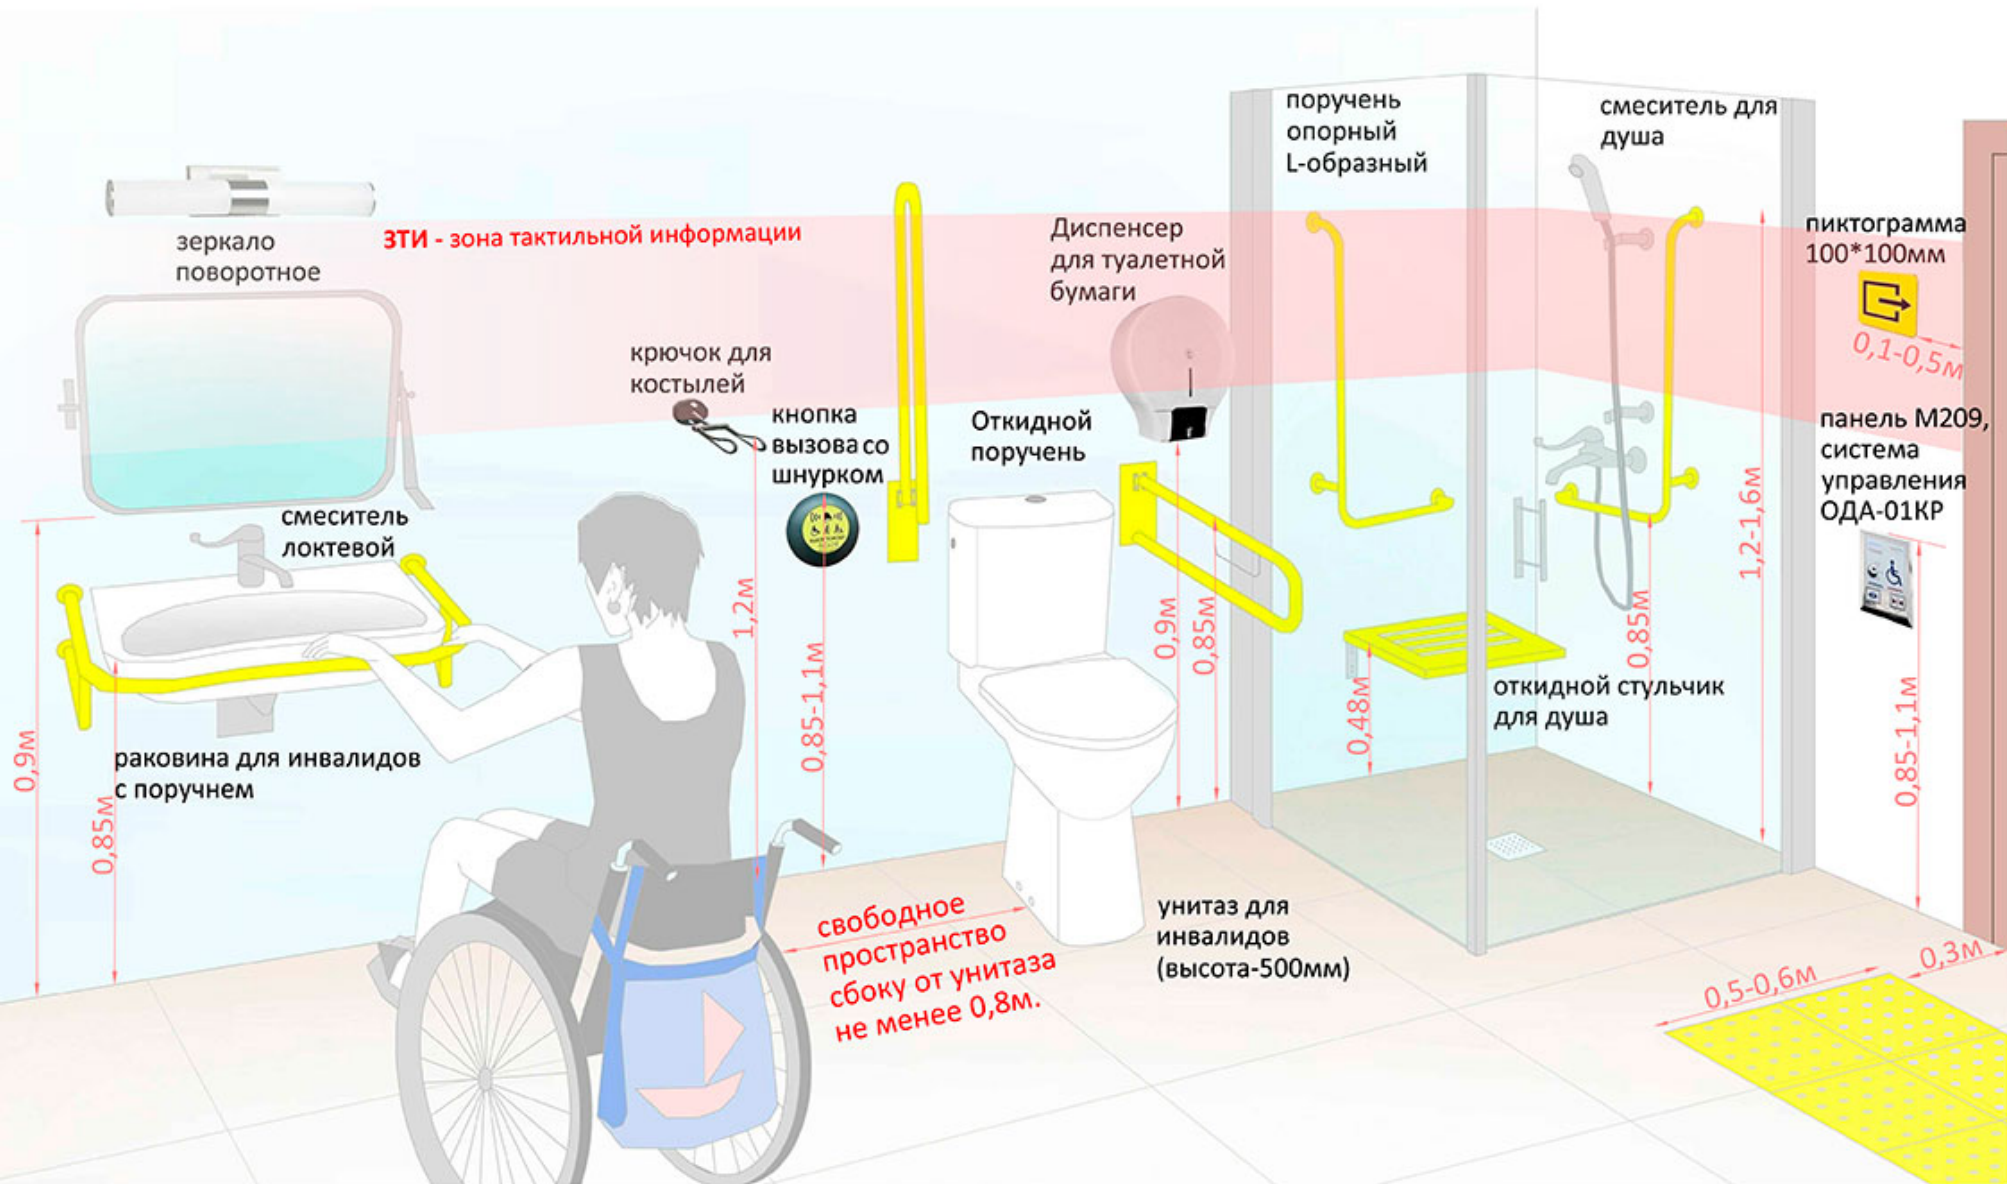 зеркало
поворотное
ЗТИ - зона тактильной информации
крючок для
костылей
кнопка
вызова со
шнурком
Откидной
поручень
Диспенсер
для туалетной
бумаги
поручень
опорный
L-образный
смеситель для
душа
пиктограмма
100*100мм
0,1-0,5м
панель М209,
система
управления
ОДА-01КР
смеситель
локтевой
раковина для инвалидов
с поручнем
0,9м
0,85м
1,2м
0,85-1,1м
0,9м
0,85м
0,48м
0,85м
1,2-1,6м
0,85-1,1м
откидной стульчик
для душа
унитаз для
инвалидов
(высота-500мм)
свободное
пространство
сбоку от унитаза
не менее 0,8м.
0,5-0,6м
0,3м